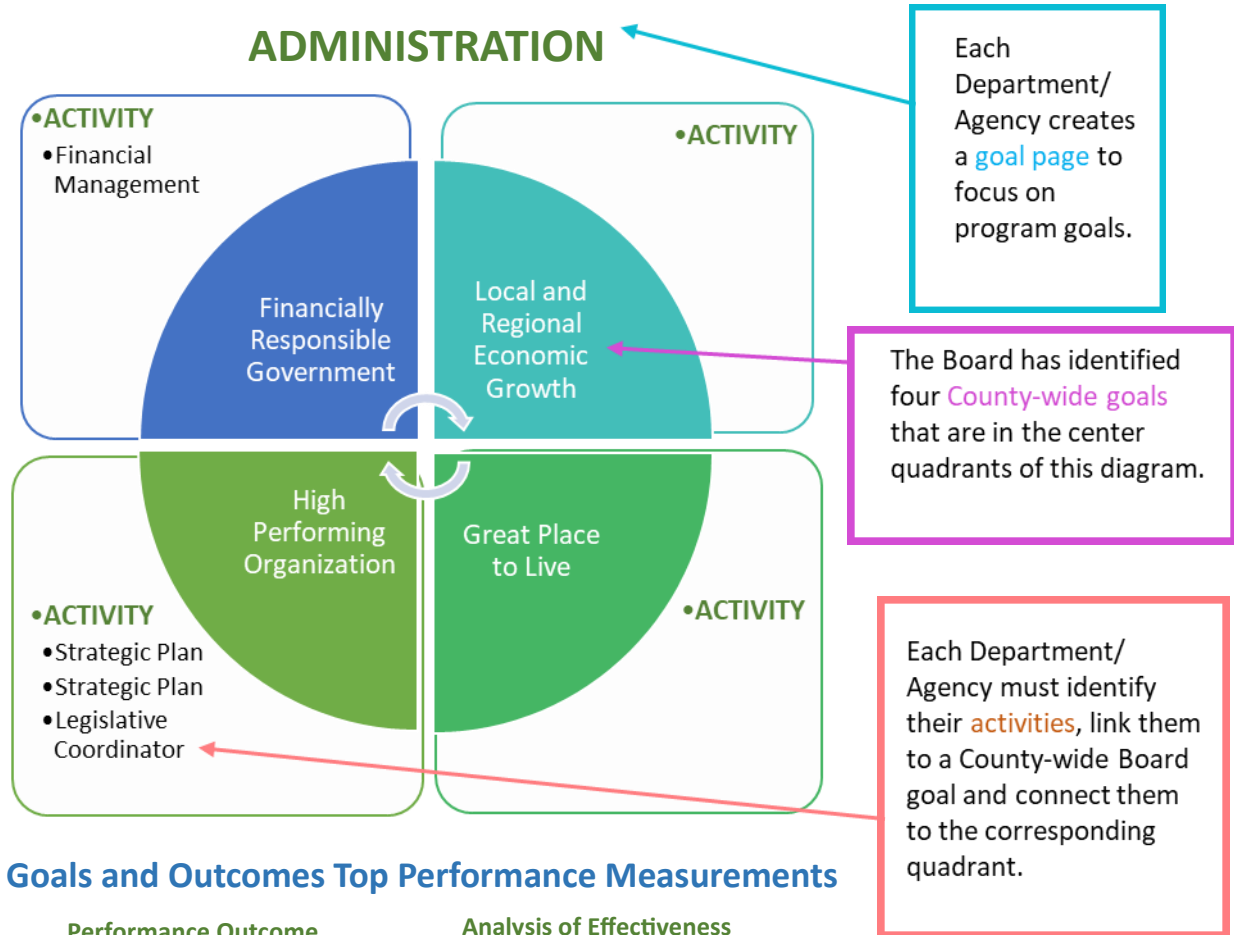 ADMINISTRATION
•ACTIVITY
•Financial
Management
•ACTIVITY
Financially
Responsible
Government
Local and
Regional
Economic
Growth
High
Performing
Organization
Great Place
to Live
•ACTIVITY
•Strategic Plan
•Strategic Plan
•Legislative
Coordinator
•ACTIVITY
Each
Department/
Agency creates
a goal page to
focus on
program goals.
The Board has identified
four County-wide goals
that are in the center
quadrants of this diagram.
Each Department/
Agency must identify
their activities, link them
to a County-wide Board
goal and connect them
to the corresponding
quadrant.
Goals and Outcomes Top Performance Measurements
Performance Outcome
Analysis of Effectiveness